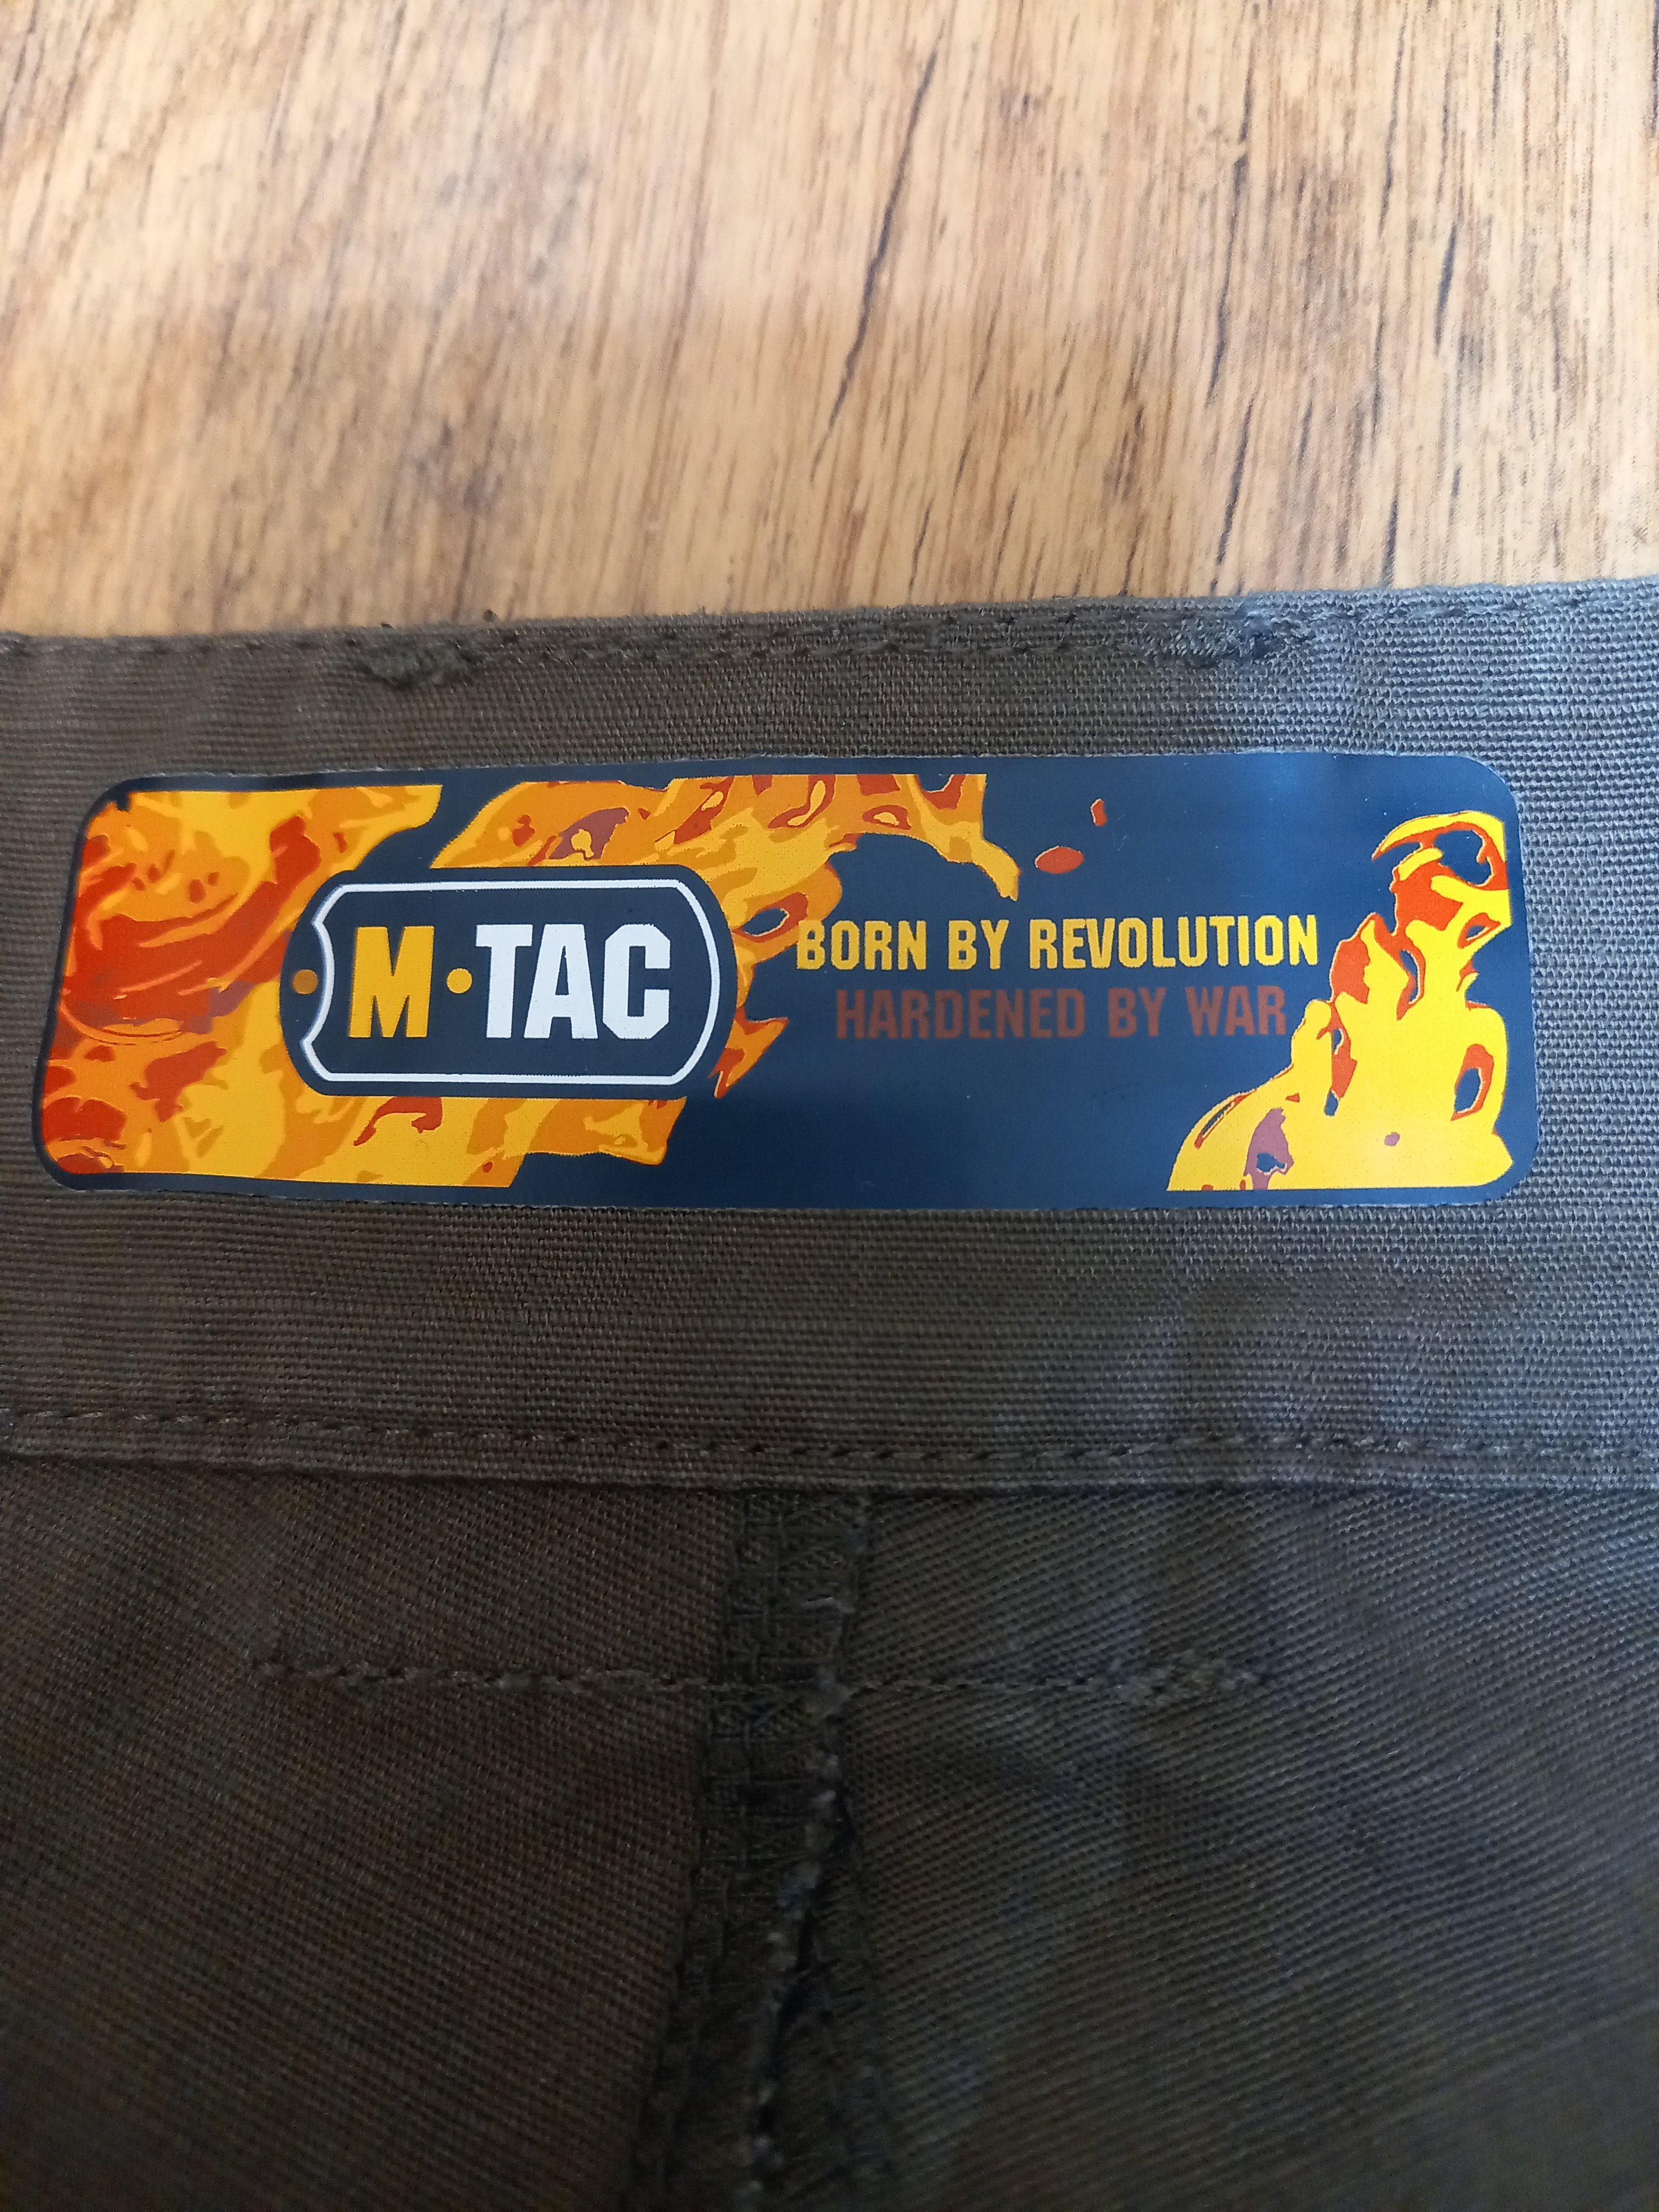 M·TAC
BORN BY REVOLUTION
HARDENED BY WAR